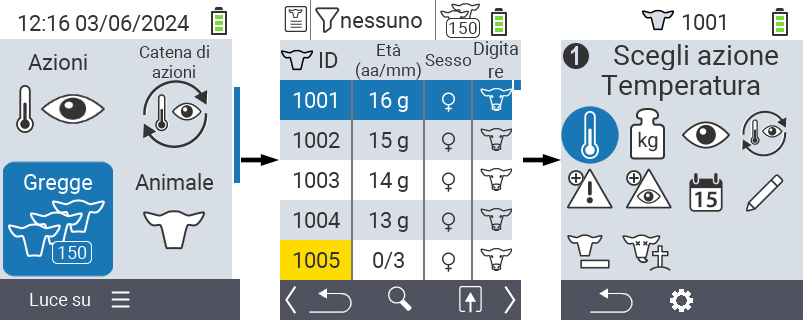 12:16 03/06/2024
Azioni
Catena di
azioni
Gregge
150
Animale
Luce su
nessuno
150
ID
Età
(aa/mm)
Sesso
Digita
re
1001 16 g ♀
1002 15 g ♀
1003 14 g ♀
1004 13 g ♀
1005 0/3 ♀
1001
1 Scegli azione
Temperatura
kg
15